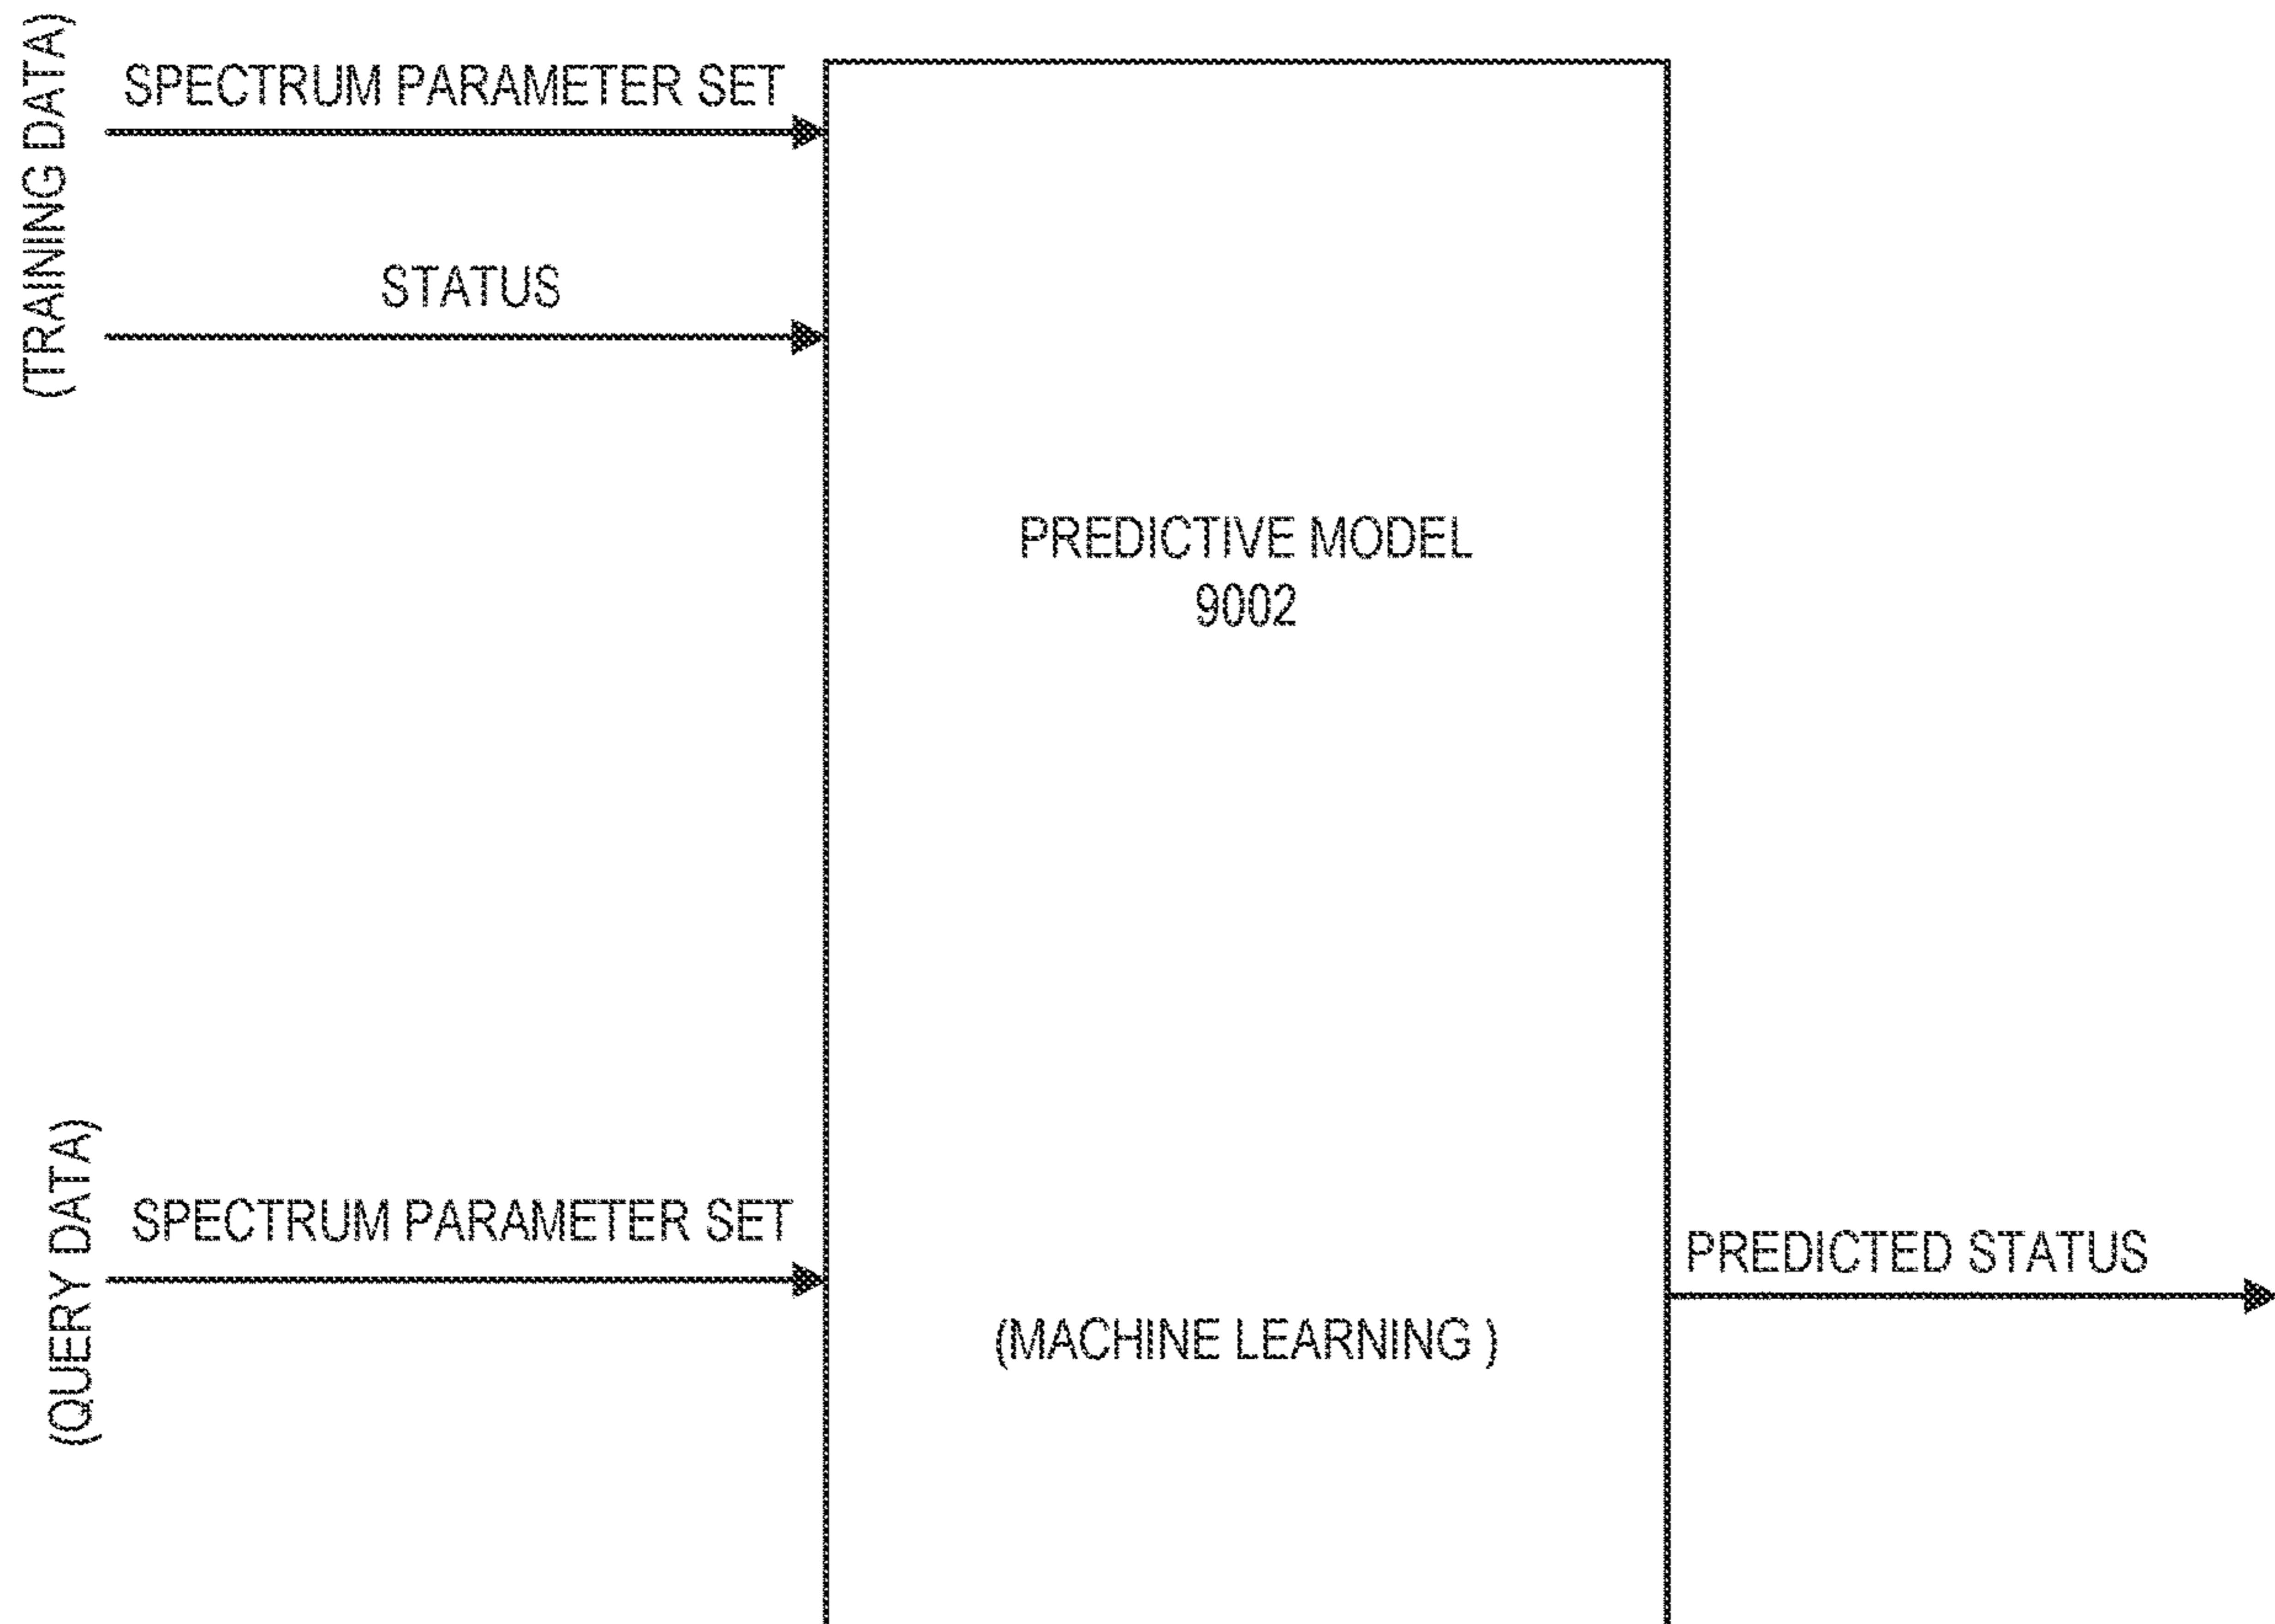 (TRAINING DATA)
SPECTRUM PARAMETER SET
STATUS
PREDICTIVE MODEL
9002
(QUERY DATA)
SPECTRUM PARAMETER SET
PREDICTED STATUS
(MACHINE LEARNING )